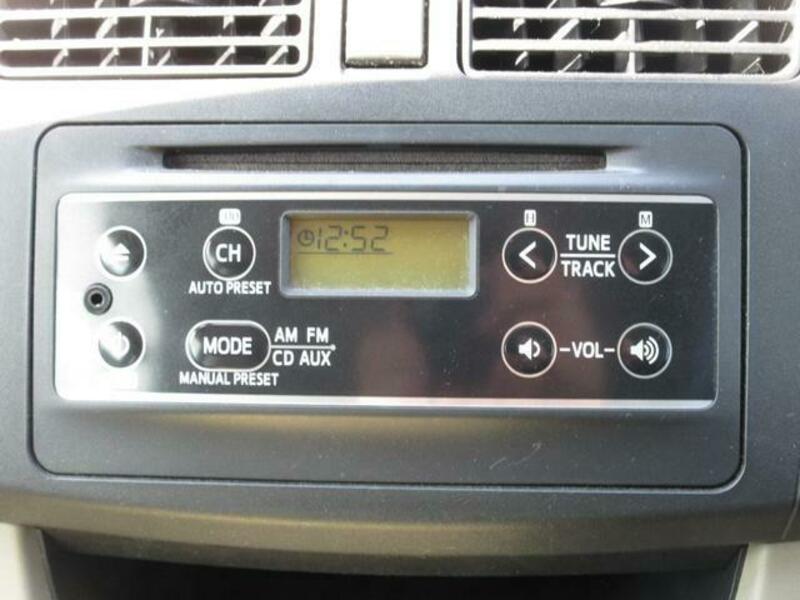 H M
CH 12:52 TUNE
TRACK
AUTO PRESET
MODE AM FM
CD AUX
-VOL-
MANUAL PRESET